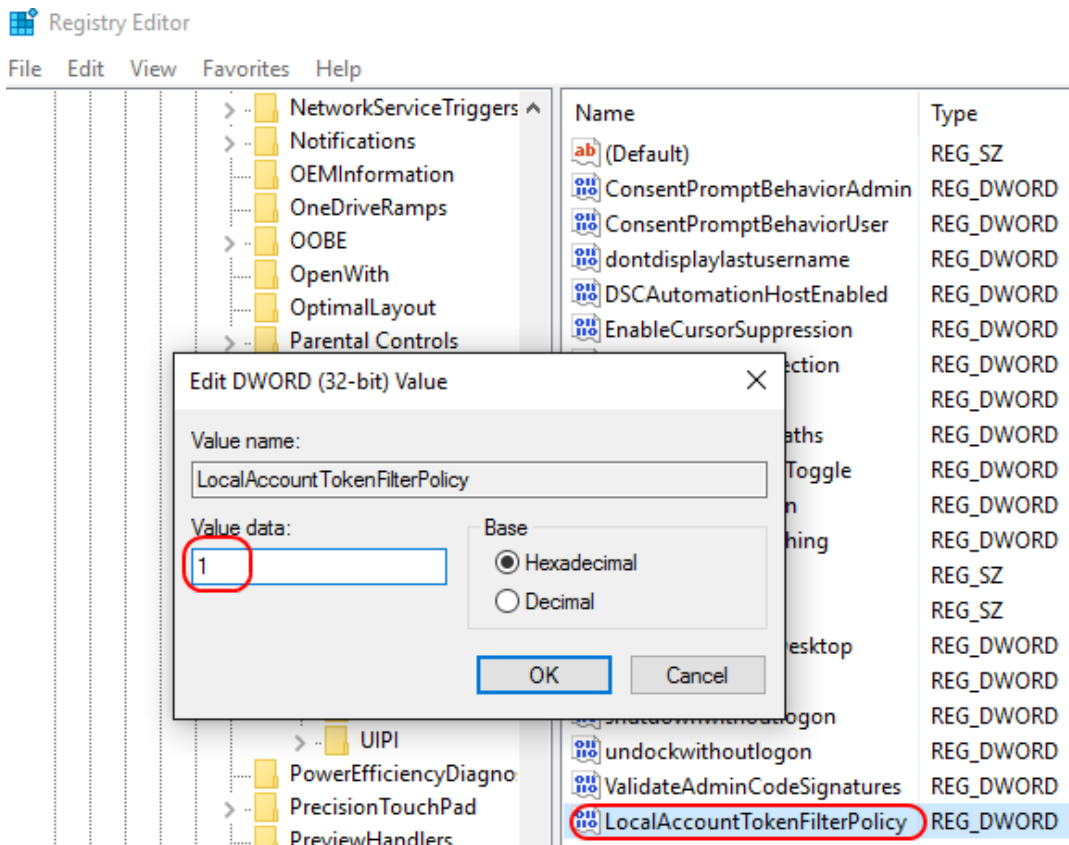 Registry Editor
File Edit View Favorites Help
NetworkServiceTriggers
Notifications
OEMInformation
OneDriveRamps
OOBE
OpenWith
OptimalLayout
Parental Controls
UIPI
PowerEfficiencyDiagno
PrecisionTouchPad
PreviewHandlers
Name Type
(Default) REG_SZ
ConsentPromptBehaviorAdmin REG_DWORD
ConsentPromptBehaviorUser REG_DWORD
dontdisplaylastusername REG_DWORD
DSCAutomationHostEnabled REG_DWORD
EnableCursorSuppression REG_DWORD
ection REG_DWORD
REG_DWORD
aths REG_DWORD
Toggle REG_DWORD
n REG_DWORD
hing REG_DWORD
REG_SZ
REG_SZ
esktop REG_DWORD
REG_DWORD
shutdownwithoutlogon REG_DWORD
undockwithoutlogon REG_DWORD
ValidateAdminCodeSignatures REG_DWORD
LocalAccountTokenFilterPolicy REG_DWORD
Edit DWORD (32-bit) Value
Value name:
LocalAccountTokenFilterPolicy
Value data:
1
Base
Hexadecimal
Decimal
OK Cancel